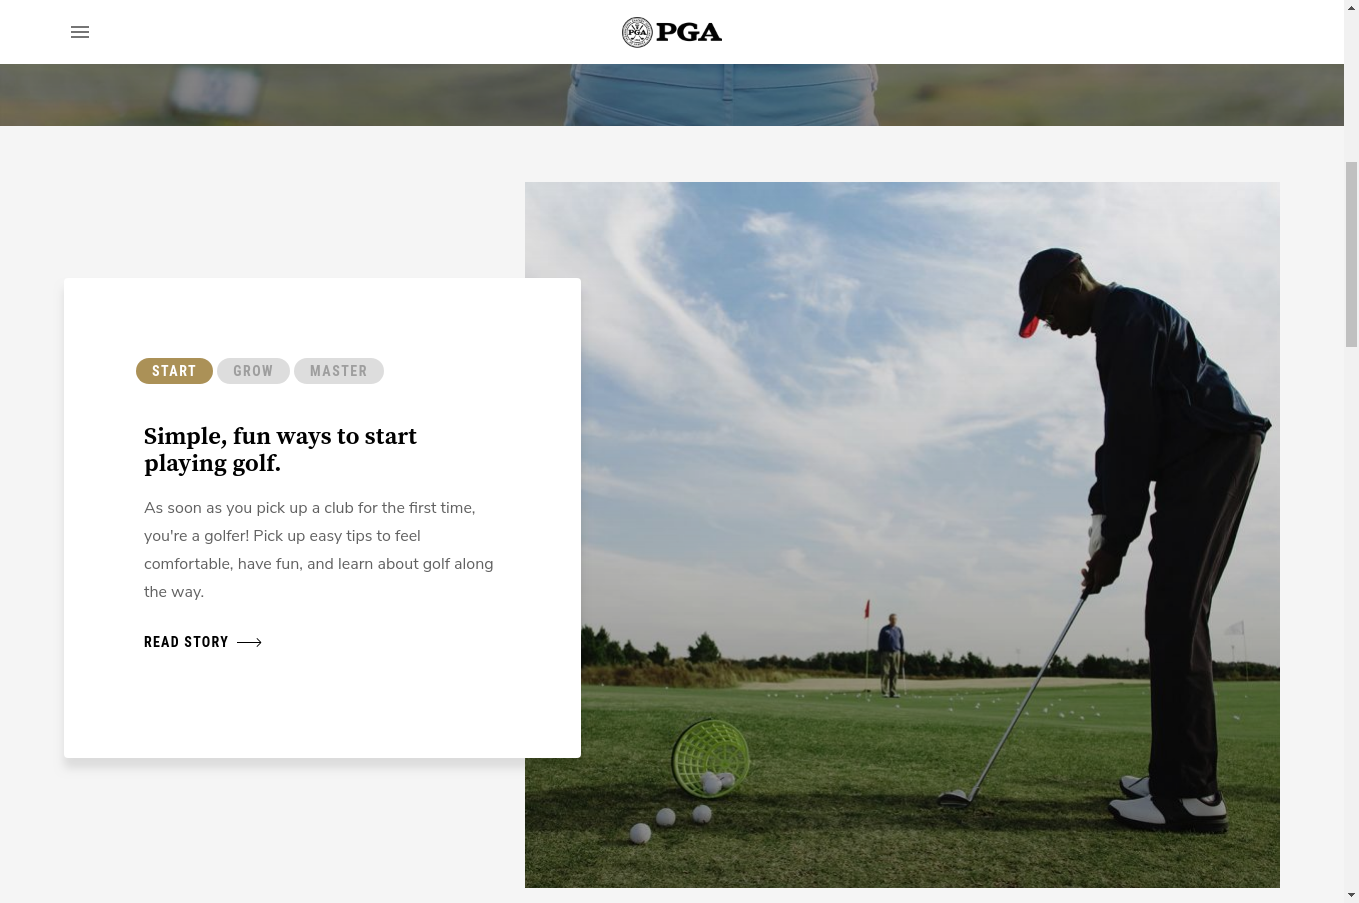 PGA
START GROW MASTER
Simple, fun ways to start
playing golf.
As soon as you pick up a club for the first time,
you're a golfer! Pick up easy tips to feel
comfortable, have fun, and learn about golf along
the way.
READ STORY